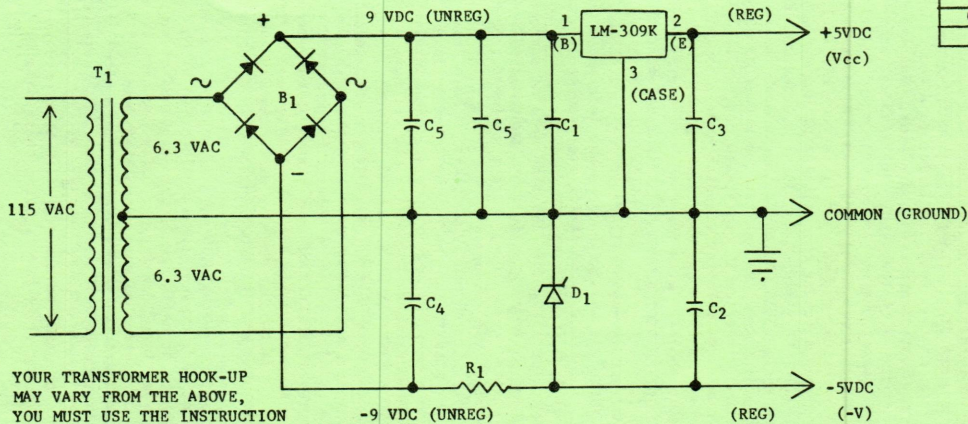 +
9 VDC (UNREG)
1
LM-309K
2
(REG)
+5VDC
(B)
(E)
(Vcc)
T1
~
B1
~
3
(CASE)
C5
C5
C1
C3
6.3 VAC
-
115 VAC
COMMON (GROUND)
6.3 VAC
C4
D1
C2
R1
YOUR TRANSFORMER HOOK-UP
MAY VARY FROM THE ABOVE,
YOU MUST USE THE INSTRUCTION
-9 VDC (UNREG)
(REG)
-5VDC
(-V)